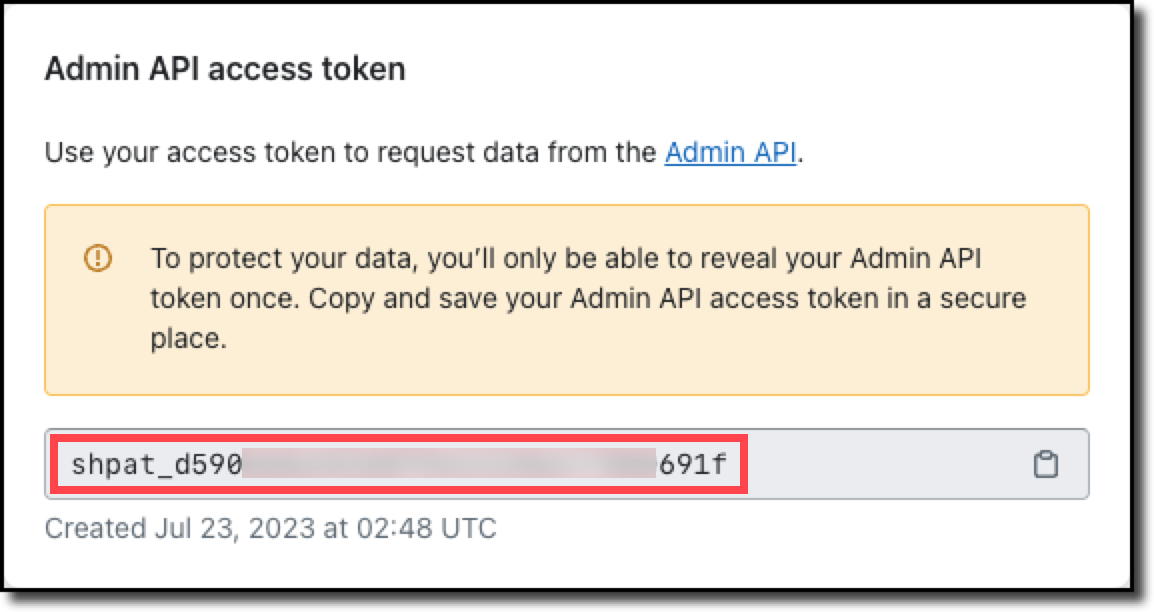 Admin API access token
Use your access token to request data from the Admin API.
To protect your data, you’ll only be able to reveal your Admin API
token once. Copy and save your Admin API access token in a secure
place.
shpat_d590 691f
Created Jul 23, 2023 at 02:48 UTC